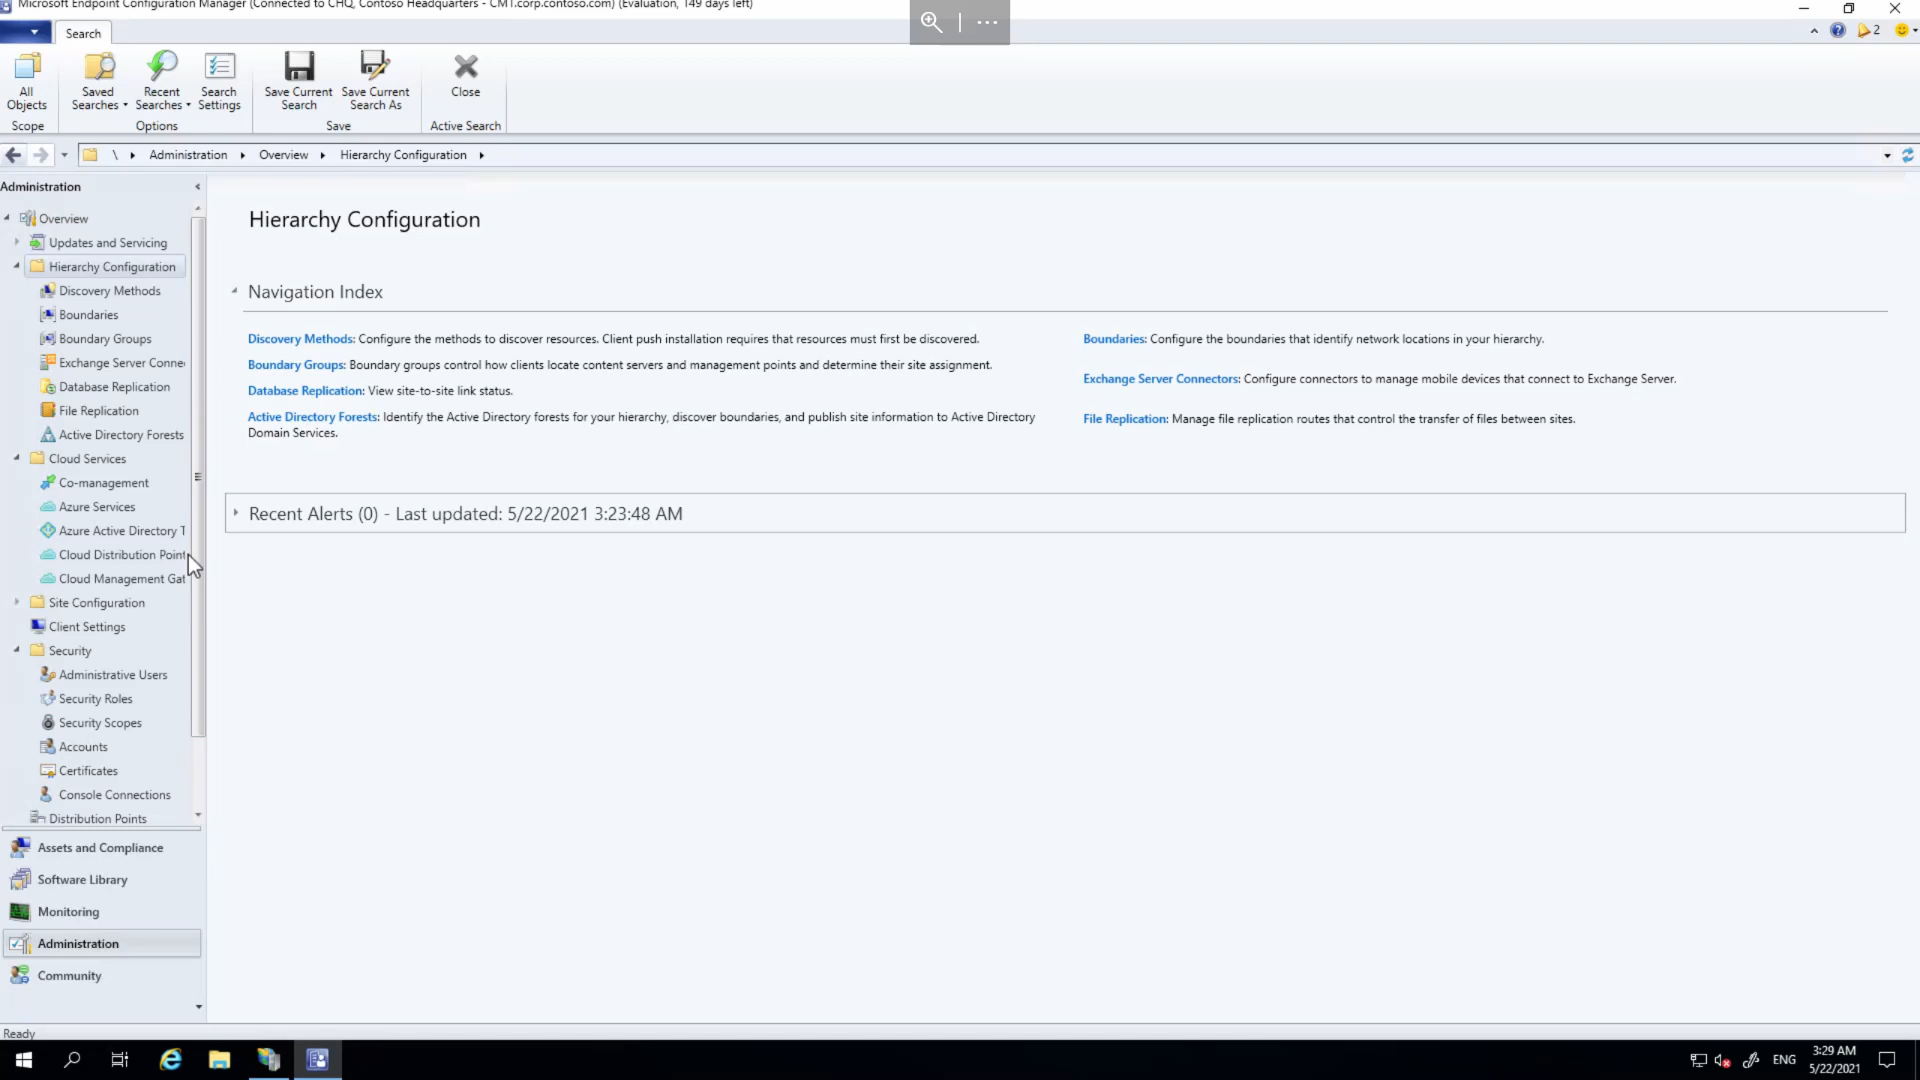 Microsoft Endpoint Configuration Manager (Connected to CHQ, Contoso Headquarters - CM1.corp.contoso.com) (Evaluation, 149 days left)
Search
2
All Objects
Saved Searches
Recent Searches
Search Settings
Save Current Search
Save Current Search As
Close
Scope
Options
Save
Active Search
\ Administration Overview Hierarchy Configuration
Administration
Overview
Updates and Servicing
Hierarchy Configuration
Discovery Methods
Boundaries
Boundary Groups
Exchange Server Conne
Database Replication
File Replication
Active Directory Forests
Cloud Services
Co-management
Azure Services
Azure Active Directory T
Cloud Distribution Point
Cloud Management Gat
Site Configuration
Client Settings
Security
Administrative Users
Security Roles
Security Scopes
Accounts
Certificates
Console Connections
Distribution Points
Assets and Compliance
Software Library
Monitoring
Administration
Community
Hierarchy Configuration
Navigation Index
Discovery Methods: Configure the methods to discover resources. Client push installation requires that resources must first be discovered.
Boundary Groups: Boundary groups control how clients locate content servers and management points and determine their site assignment.
Database Replication: View site-to-site link status.
Active Directory Forests: Identify the Active Directory forests for your hierarchy, discover boundaries, and publish site information to Active Directory
Domain Services.
Boundaries: Configure the boundaries that identify network locations in your hierarchy.
Exchange Server Connectors: Configure connectors to manage mobile devices that connect to Exchange Server.
File Replication: Manage file replication routes that control the transfer of files between sites.
Recent Alerts (0) - Last updated: 5/22/2021 3:23:48 AM
Ready
ENG
3:29 AM
5/22/2021